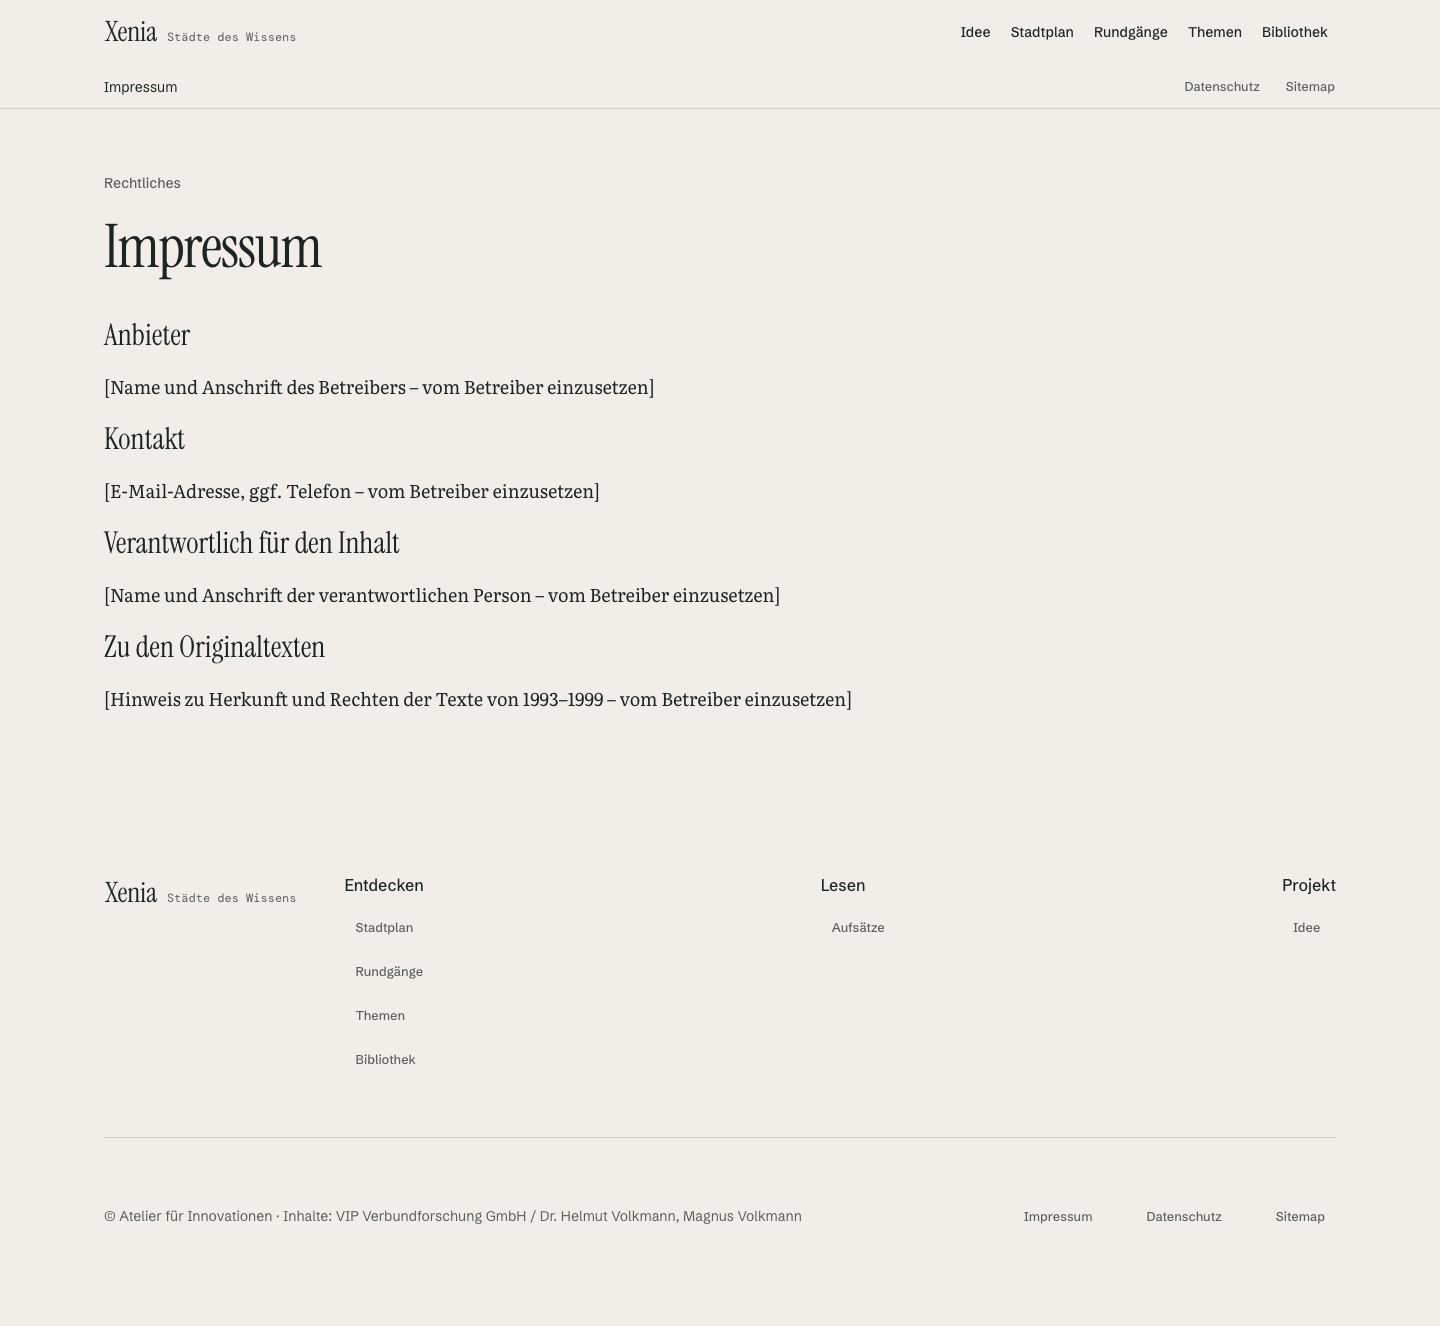 Xenia Städte des Wissens
Idee Stadtplan Rundgänge Themen Bibliothek
Impressum
Datenschutz Sitemap
Rechtliches
Impressum
Anbieter
[Name und Anschrift des Betreibers – vom Betreiber einzusetzen]
Kontakt
[E-Mail-Adresse, ggf. Telefon – vom Betreiber einzusetzen]
Verantwortlich für den Inhalt
[Name und Anschrift der verantwortlichen Person – vom Betreiber einzusetzen]
Zu den Originaltexten
[Hinweis zu Herkunft und Rechten der Texte von 1993–1999 – vom Betreiber einzusetzen]
Xenia Städte des Wissens
Entdecken
Stadtplan
Rundgänge
Themen
Bibliothek
Lesen
Aufsätze
Projekt
Idee
© Atelier für Innovationen · Inhalte: VIP Verbundforschung GmbH / Dr. Helmut Volkmann, Magnus Volkmann
Impressum Datenschutz Sitemap